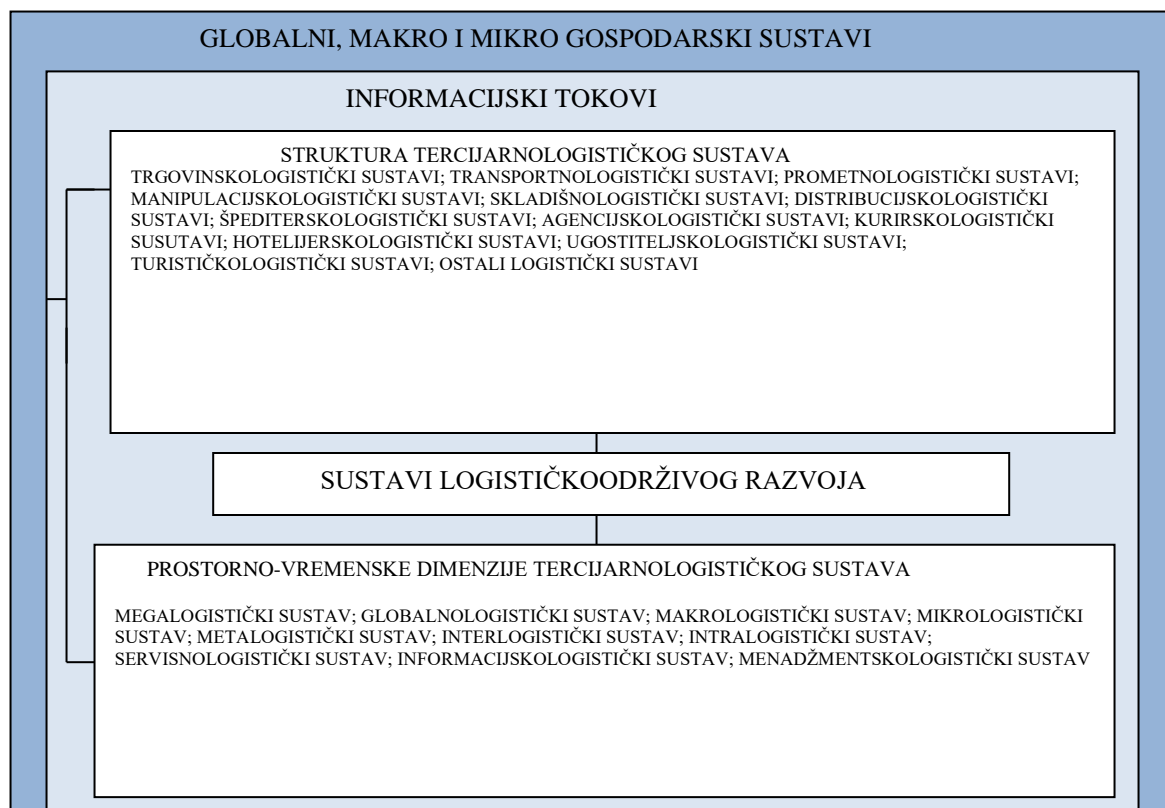 GLOBALNI, MAKRO I MIKRO GOSPODARSKI SUSTAVI
INFORMACIJSKI TOKOVI
STRUKTURA TERCIJARNOLOGISTIČKOG SUSTAVA
TRGOVINSKOLOGISTIČKI SUSTAVI; TRANSPORTNOLOGISTIČKI SUSTAVI; PROMETNOLOGISTIČKI SUSTAVI;
MANIPULACIJSKOLOGISTIČKI SUSTAVI; SKLADIŠNOLOGISTIČKI SUSTAVI; DISTRIBUCIJSKOLOGISTIČKI
SUSTAVI; ŠPEDITERSKOLOGISTIČKI SUSTAVI; AGENCIJSKOLOGISTIČKI SUSTAVI; KURIRSKOLOGISTIČKI
SUSUTAVI; HOTELIJERSKOLOGISTIČKI SUSTAVI; UGOSTITELJSKOLOGISTIČKI SUSTAVI;
TURISTIČKOLOGISTIČKI SUSTAVI; OSTALI LOGISTIČKI SUSTAVI
SUSTAVI LOGISTIČKOODRŽIVOG RAZVOJA
PROSTORNO-VREMENSKE DIMENZIJE TERCIJARNOLOGISTIČKOG SUSTAVA
MEGALOGISTIČKI SUSTAV; GLOBALNOLOGISTIČKI SUSTAV; MAKROLOGISTIČKI SUSTAV; MIKROLOGISTIČKI
SUSTAV; METALOGISTIČKI SUSTAV; INTERLOGISTIČKI SUSTAV; INTRALOGISTIČKI SUSTAV;
SERVISNOLOGISTIČKI SUSTAV; INFORMACIJSKOLOGISTIČKI SUSTAV; MENADŽMENTSKOLOGISTIČKI SUSTAV